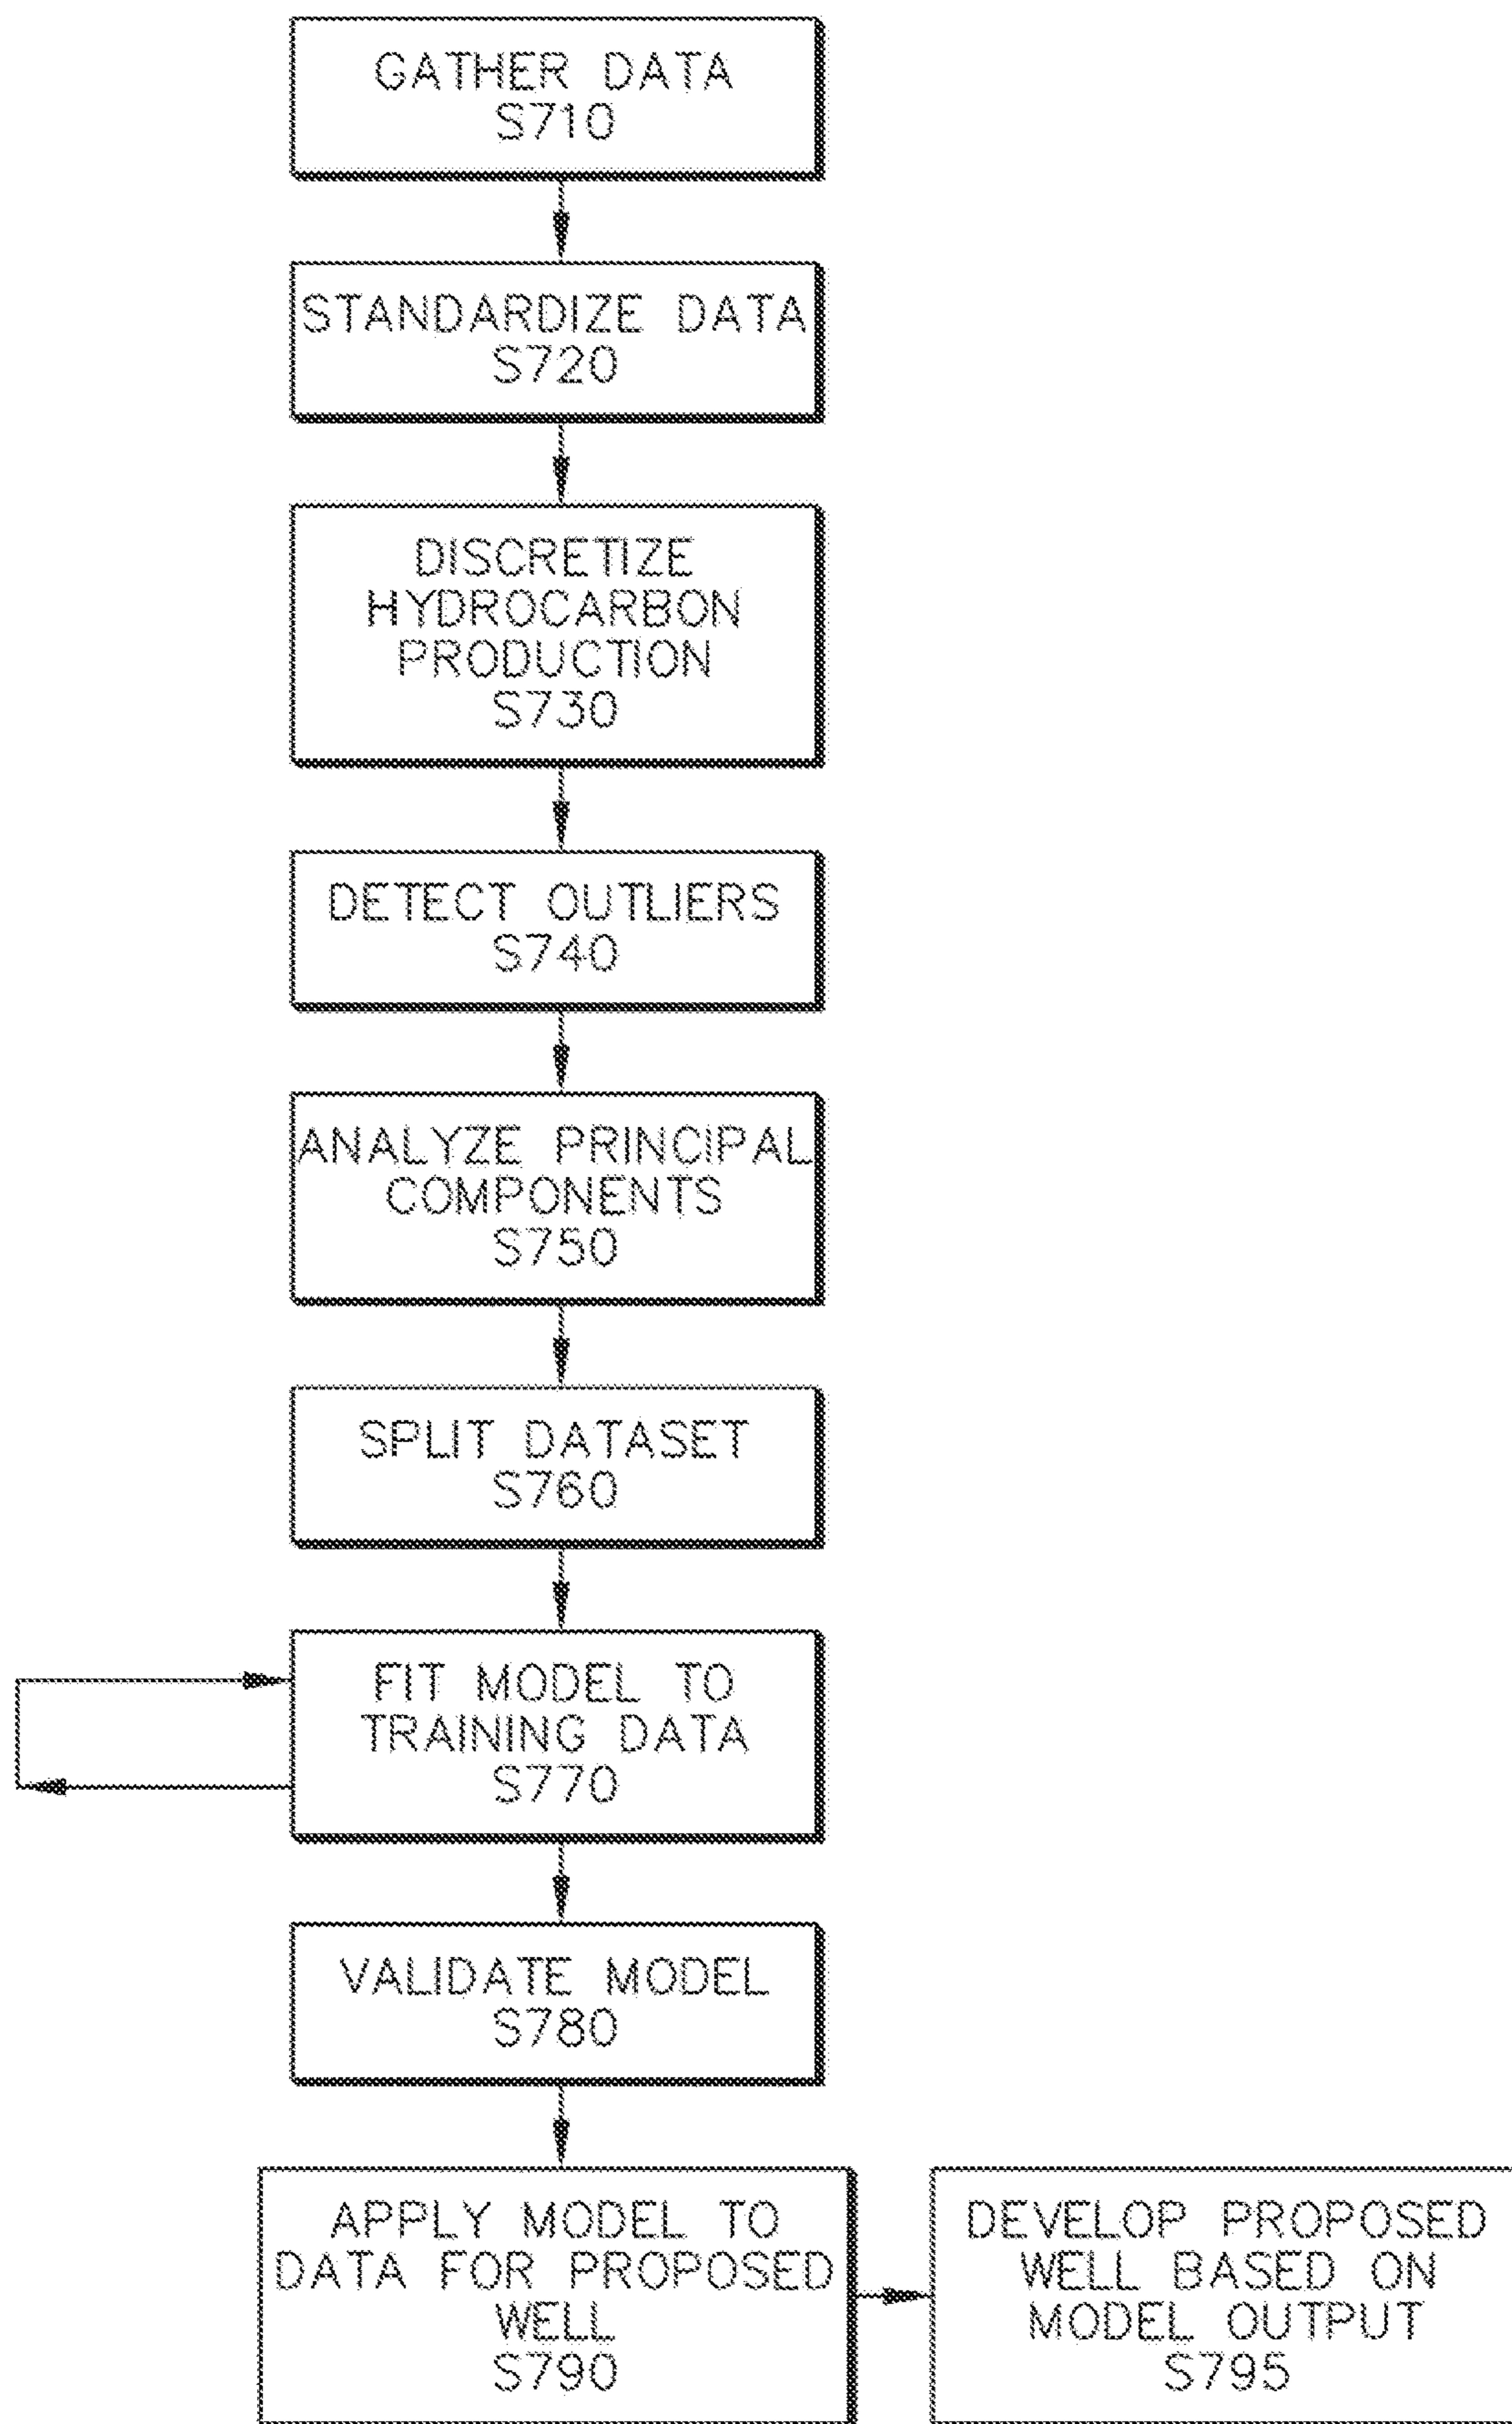 GATHER DATA
S710
STANDARDIZE DATA
S720
DISCRETIZE
HYDROCARBON
PRODUCTION
S730
DETECT OUTLIERS
S740
ANALYZE PRINCIPAL
COMPONENTS
S750
SPLIT DATASET
S760
FIT MODEL TO
TRAINING DATA
S770
VALIDATE MODEL
S780
APPLY MODEL TO
DATA FOR PROPOSED
WELL
S790
DEVELOP PROPOSED
WELL BASED ON
MODEL OUTPUT
S795